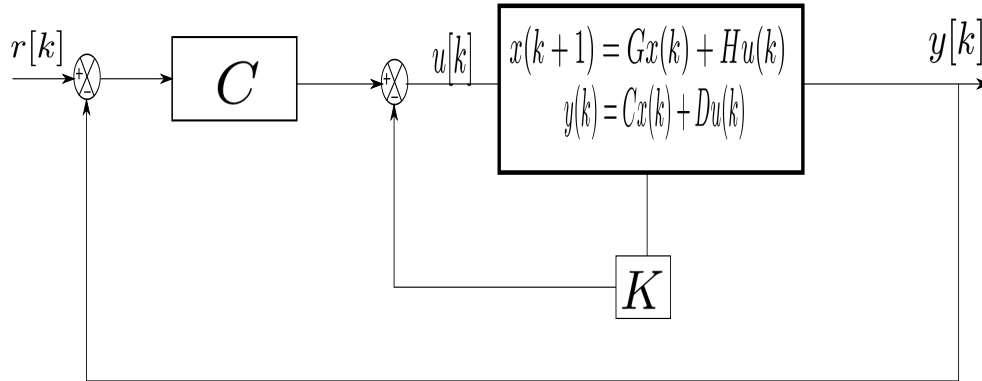 r[k]
+
-
C
+
-
u[k]
x(k+1) = Gx(k) + Hu(k)
y(k) = Cx(k) + Du(k)
y[k]
K